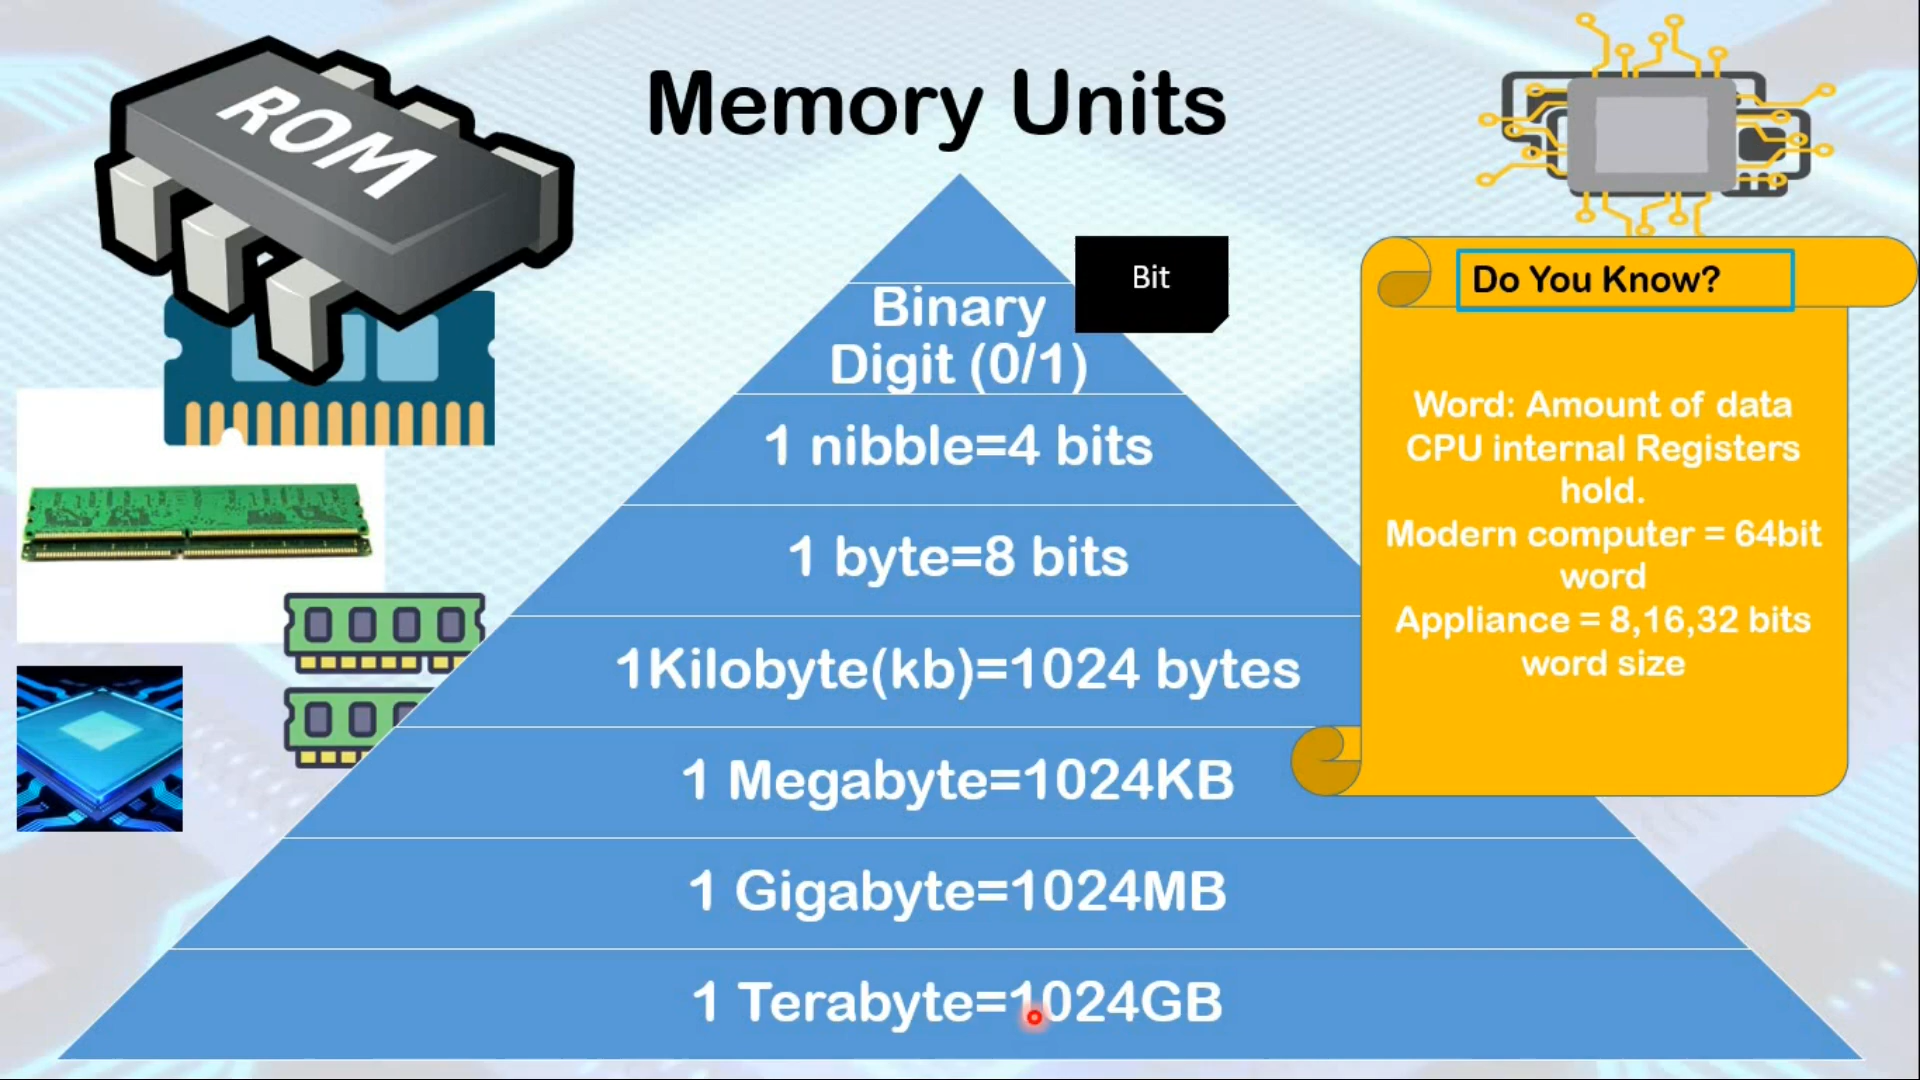 ROM
Memory Units
Bit
Binary
Digit (0/1)
1 nibble=4 bits
1 byte=8 bits
1Kilobyte(kb)=1024 bytes
1 Megabyte=1024KB
1 Gigabyte=1024MB
1 Terabyte=1024GB
Do You Know?
Word: Amount of data
CPU internal Registers
hold.
Modern computer = 64bit
word
Appliance = 8,16,32 bits
word size